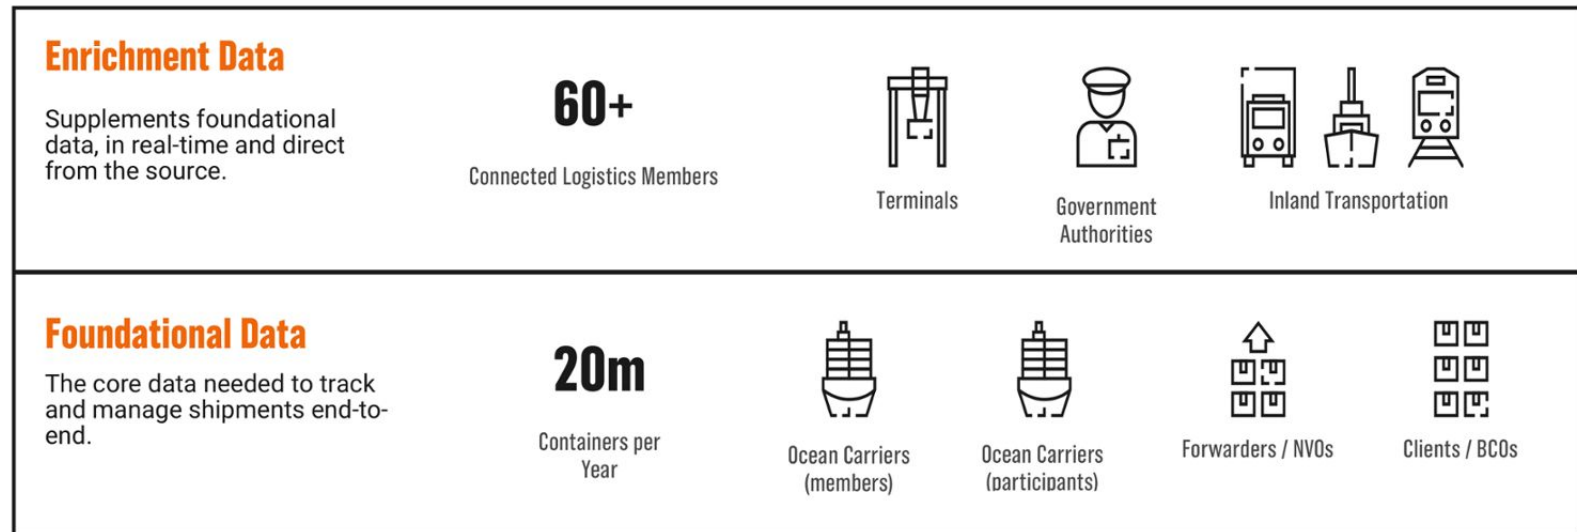 Enrichment Data
Supplements foundational
data, in real-time and direct
from the source.
60+
Connected Logistics Members
Terminals
Government
Authorities
Inland Transportation
Foundational Data
The core data needed to track
and manage shipments end-to-
end.
20m
Containers per
Year
Ocean Carriers
(members)
Ocean Carriers
(participants)
Forwarders / NVOs
Clients / BCOs